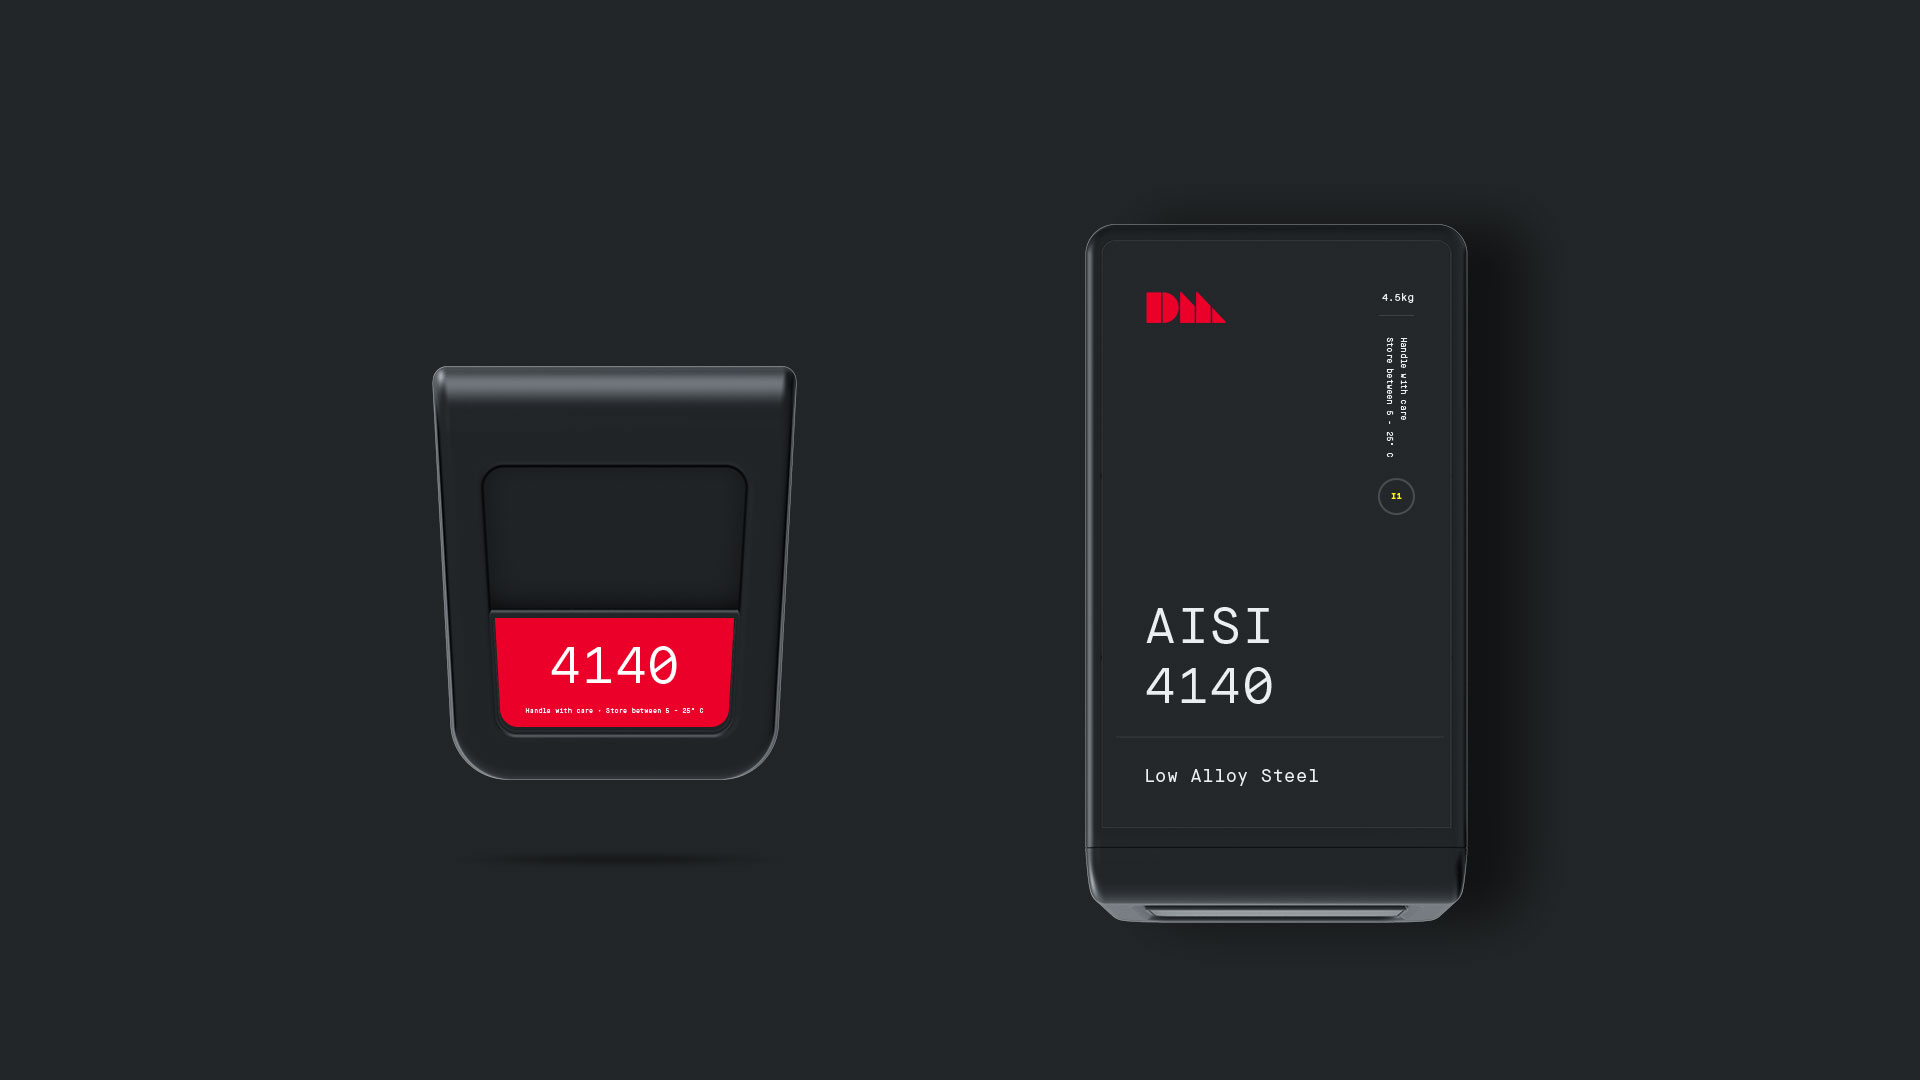 4140
Handle with care · Store between 5 - 25° C
DM
4.5kg
Handle with care
Store between 5 - 25° C
I1
AISI
4140
Low Alloy Steel